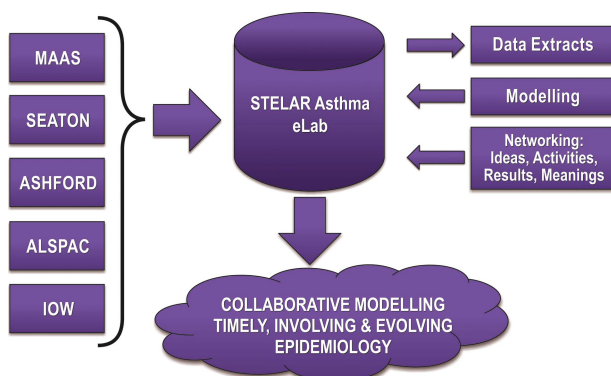 MAAS
SEATON
ASHFORD
ALSPAC
IOW
STELAR Asthma
eLab
Data Extracts
Modelling
Networking:
Ideas, Activities,
Results, Meanings
COLLABORATIVE MODELLING
TIMELY, INVOLVING & EVOLVING
EPIDEMIOLOGY